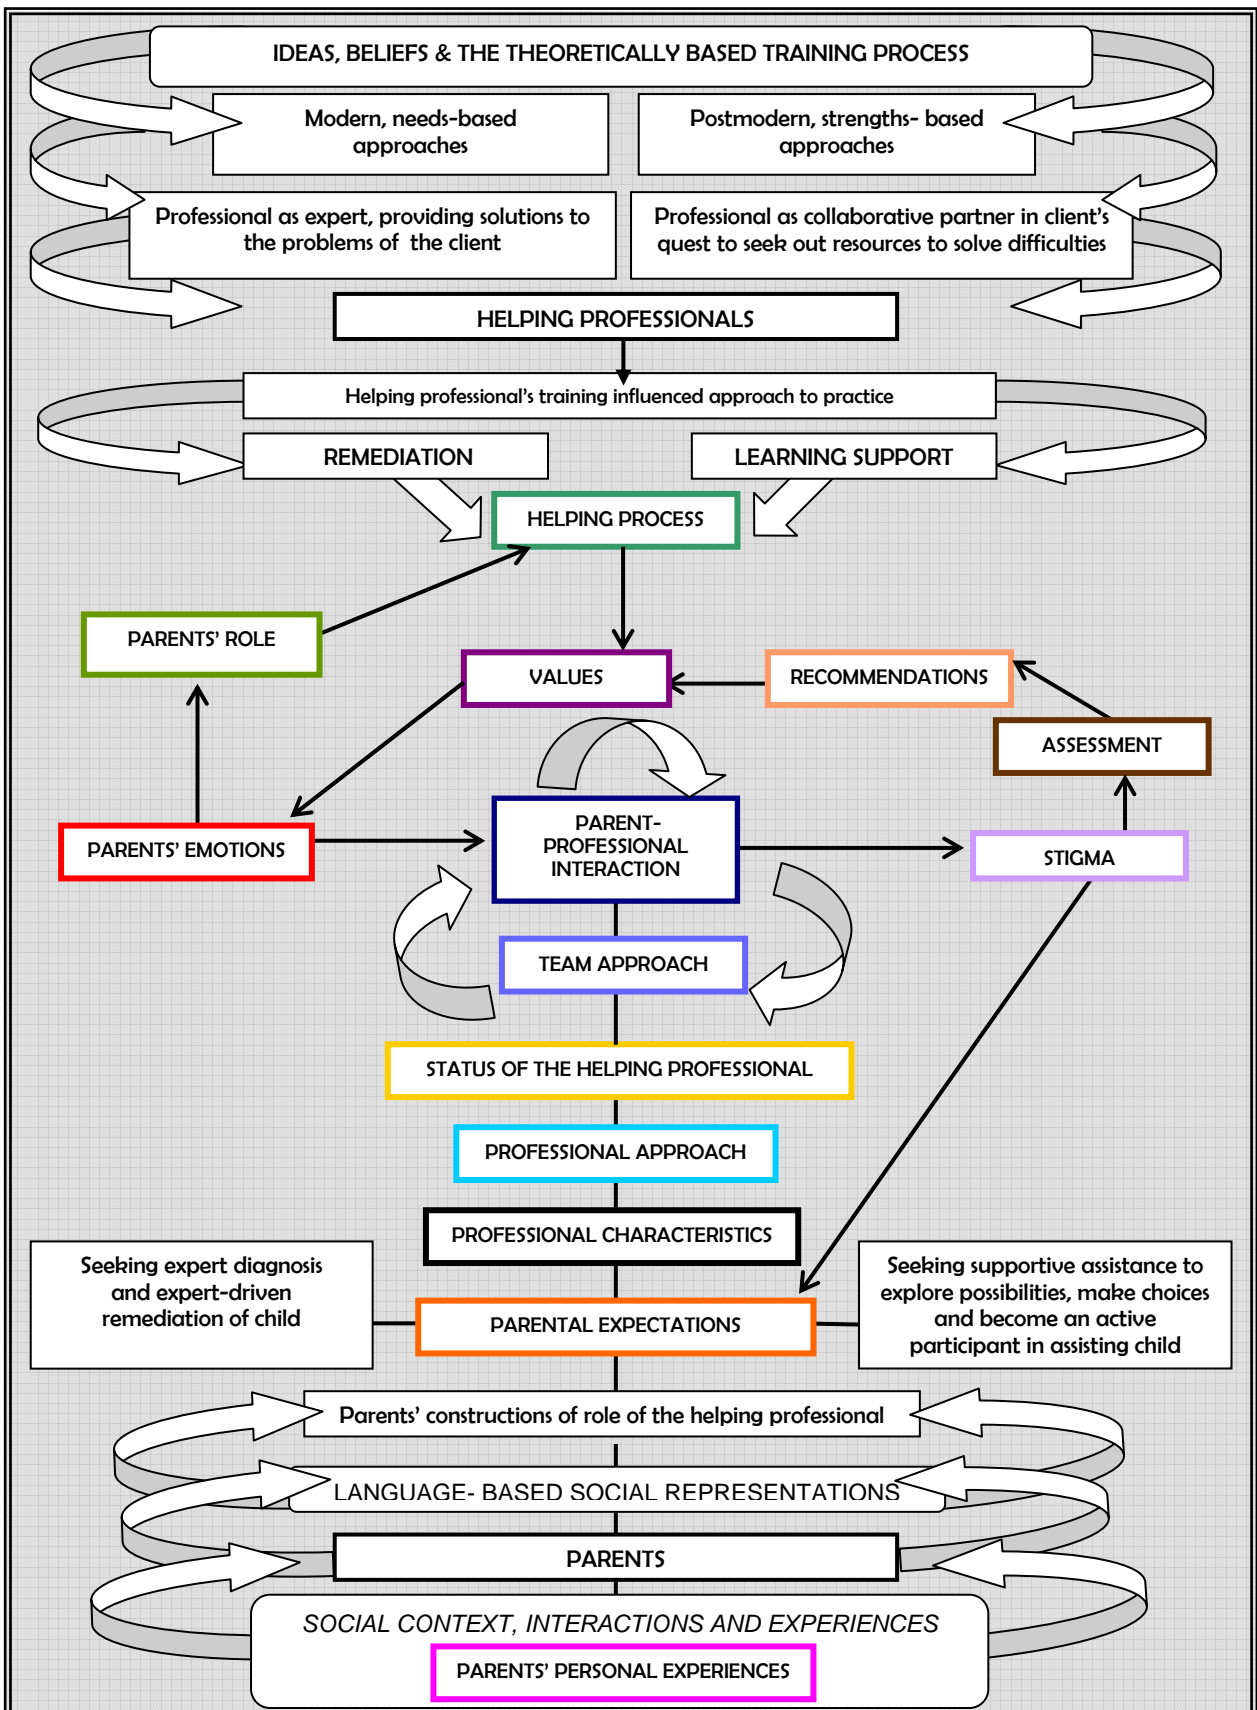 IDEAS, BELIEFS & THE THEORETICALLY BASED TRAINING PROCESS
Modern, needs-based
approaches
Postmodern, strengths- based
approaches
Professional as expert, providing solutions to
the problems of the client
Professional as collaborative partner in client's
quest to seek out resources to solve difficulties
HELPING PROFESSIONALS
Helping professional's training influenced approach to practice
REMEDIATION
LEARNING SUPPORT
HELPING PROCESS
PARENTS' ROLE
VALUES
RECOMMENDATIONS
ASSESSMENT
PARENTS' EMOTIONS
PARENT-
PROFESSIONAL
INTERACTION
STIGMA
TEAM APPROACH
STATUS OF THE HELPING PROFESSIONAL
PROFESSIONAL APPROACH
PROFESSIONAL CHARACTERISTICS
Seeking expert diagnosis
and expert-driven
remediation of child
PARENTAL EXPECTATIONS
Seeking supportive assistance to
explore possibilities, make choices
and become an active
participant in assisting child
Parents' constructions of role of the helping professional
LANGUAGE- BASED SOCIAL REPRESENTATIONS
PARENTS
SOCIAL CONTEXT, INTERACTIONS AND EXPERIENCES
PARENTS' PERSONAL EXPERIENCES